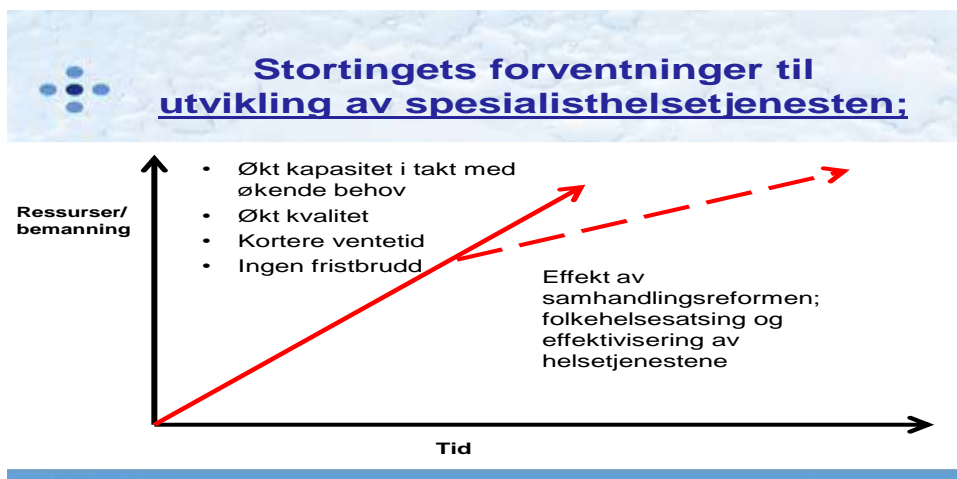 Stortingets forventninger til
utvikling av spesialisthelsetjenesten;
Ressurser/
bemanning
• Økt kapasitet i takt med
økende behov
• Økt kvalitet
• Kortere ventetid
• Ingen fristbrudd
Effekt av
samhandlingsreformen;
folkehelsesatsing og
effektivisering av
helsetjenestene
Tid